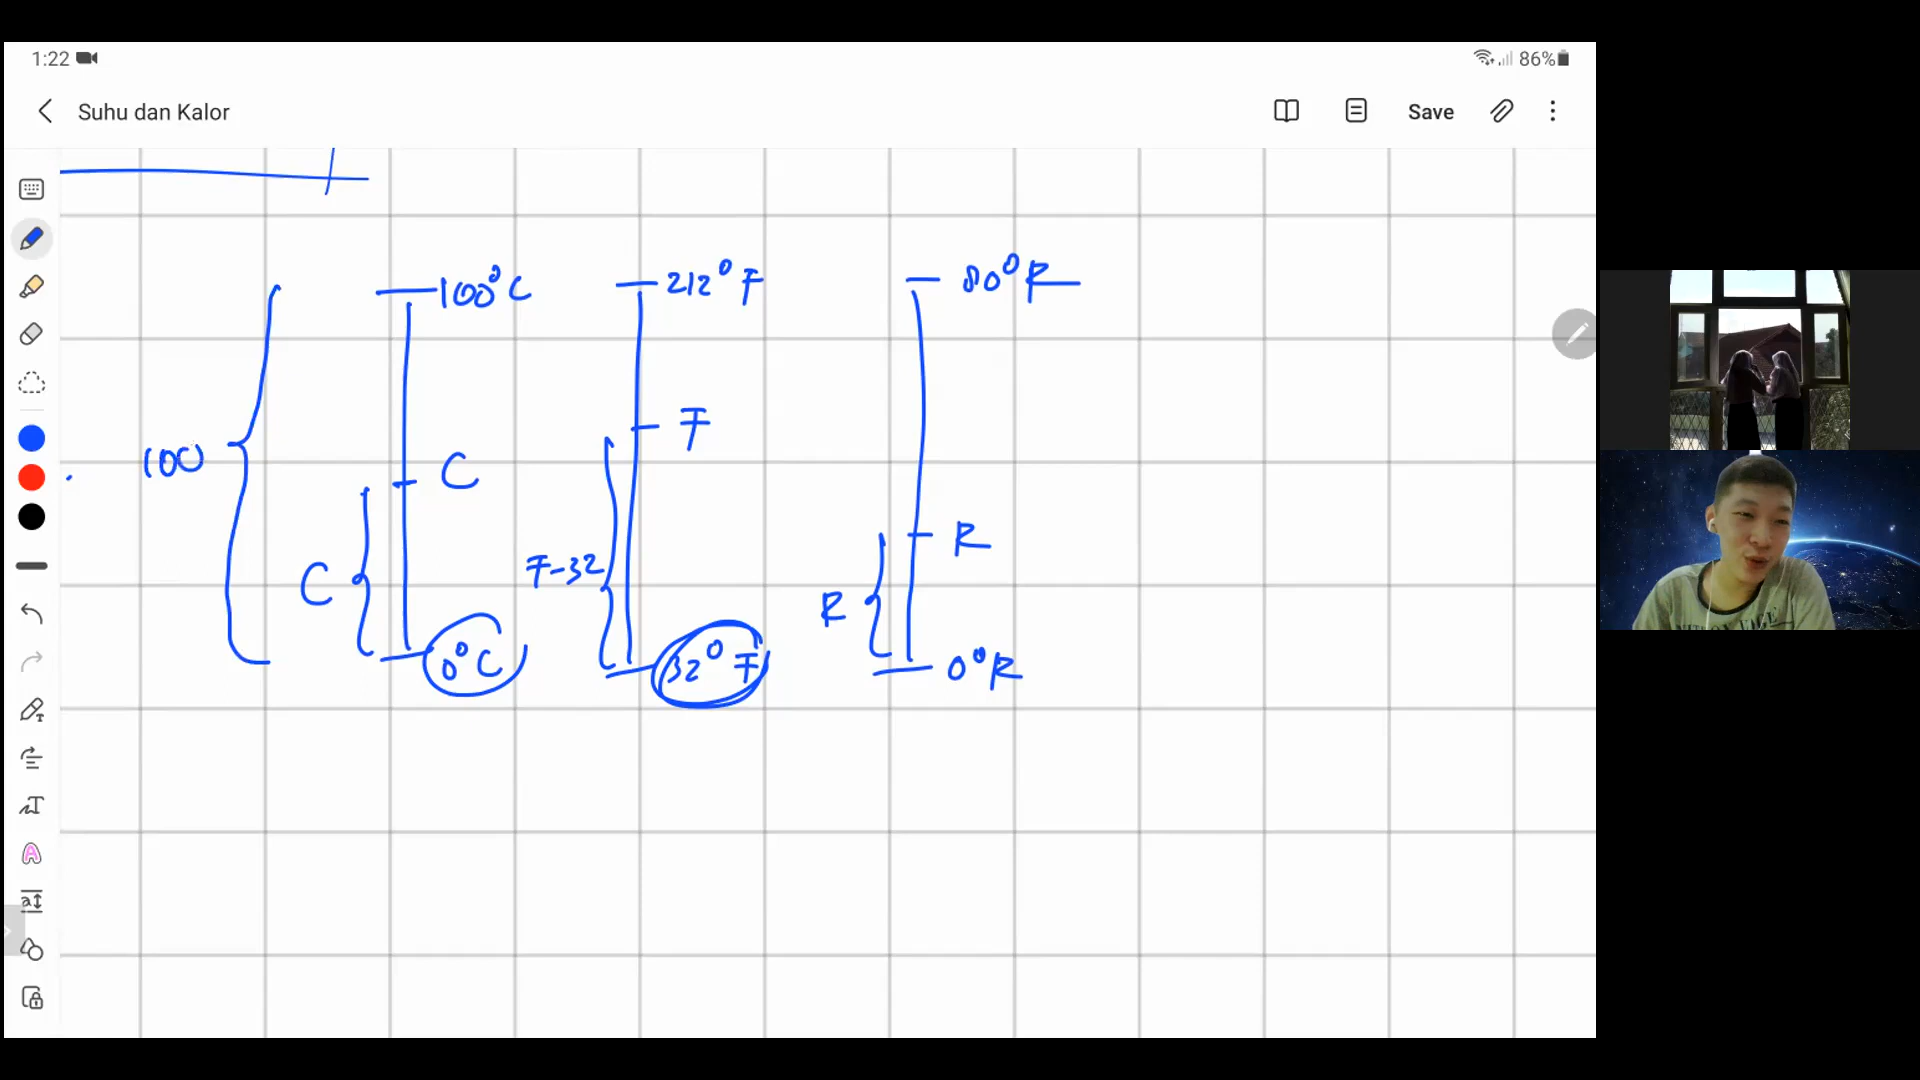 1:22
86%
Suhu dan Kalor
Save
100°C
212°F
80°R
F
100
C
R
C
F-32
R
0°C
32°F
0°R